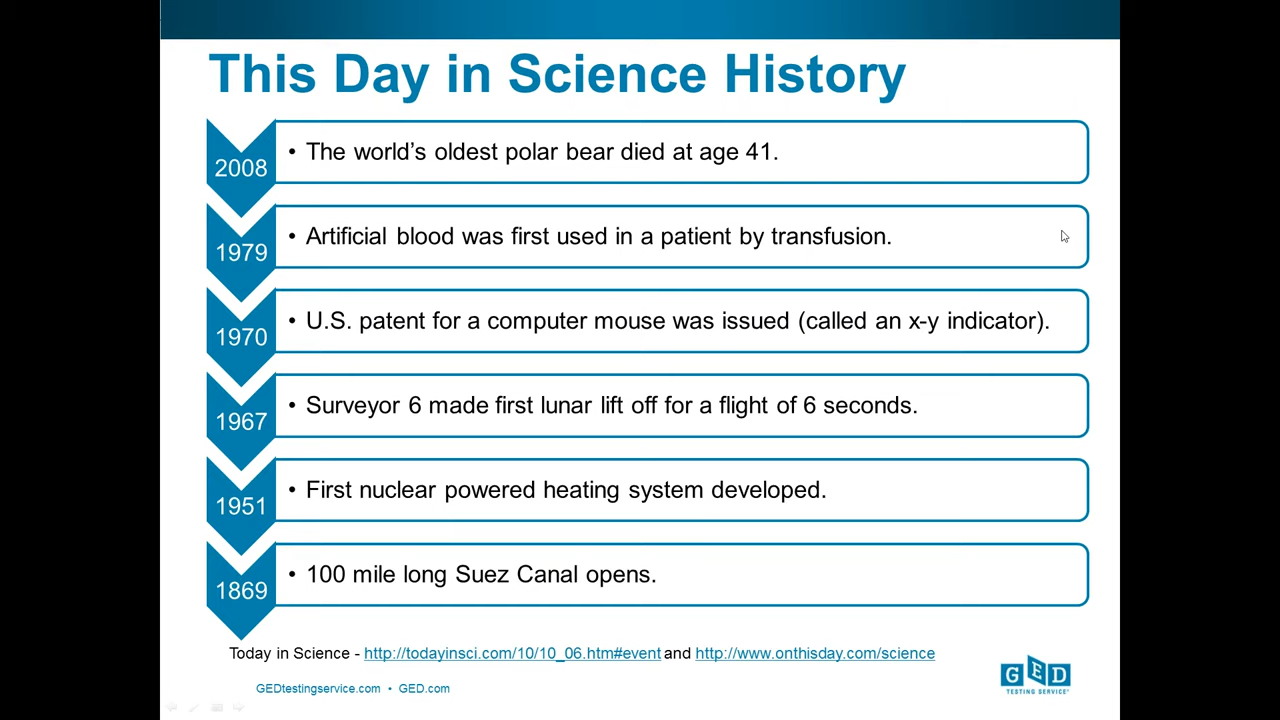 This Day in Science History
2008
• The world’s oldest polar bear died at age 41.
1979
• Artificial blood was first used in a patient by transfusion.
1970
• U.S. patent for a computer mouse was issued (called an x-y indicator).
1967
• Surveyor 6 made first lunar lift off for a flight of 6 seconds.
1951
• First nuclear powered heating system developed.
1869
• 100 mile long Suez Canal opens.
Today in Science - http://todayinsci.com/10/10_06.htm#event and http://www.onthisday.com/science
GEDtestingservice.com • GED.com
GED
TESTING SERVICE®